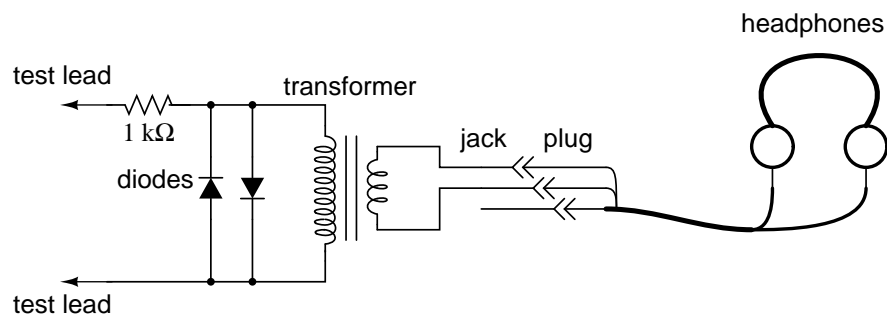 headphones
test lead
transformer
1 kΩ
jack plug
diodes
test lead